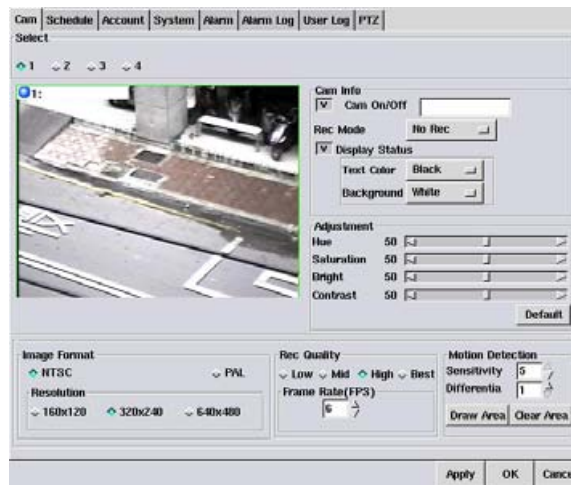 Cam Schedule Account System Alarm Alarm Log User Log PTZ
Select
1 2 3 4
1:
Cam Info
V Cam On/Off
Rec Mode No Rec
V Display Status
Text Color Black
Background White
Adjustment
Hue 50
Saturation 50
Bright 50
Contrast 50
Default
Image Format
NTSC PAL
Resolution
160x120 320x240 640x480
Rec Quality
Low Mid High Best
Frame Rate(FPS)
6
Motion Detection
Sensitivity 5
Differentia 1
Draw Area Clear Area
Apply OK Cance